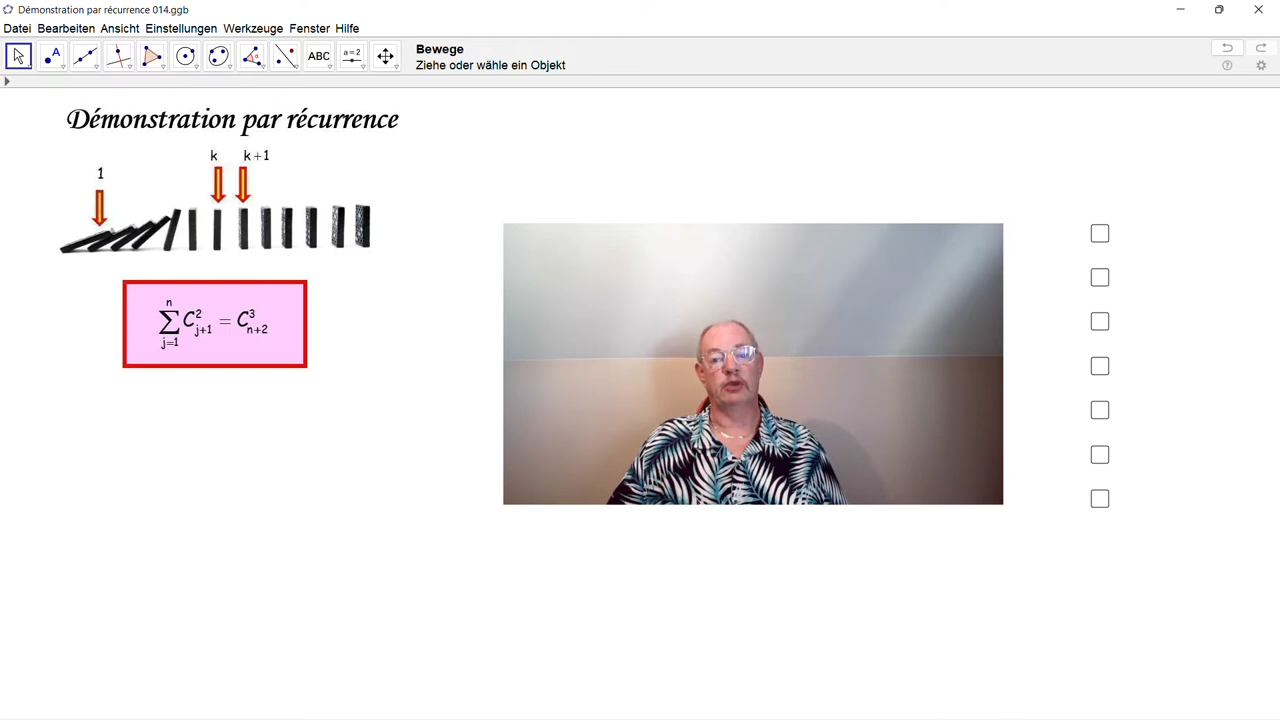 Démonstration par récurrence 014.ggb
Datei Bearbeiten Ansicht Einstellungen Werkzeuge Fenster Hilfe
A
α
ABC
a=2
Bewege
Ziehe oder wähle ein Objekt
Démonstration par récurrence
k k+1
1
n
∑ C²ⱼ₊₁ = C³ₙ₊₂
j=1